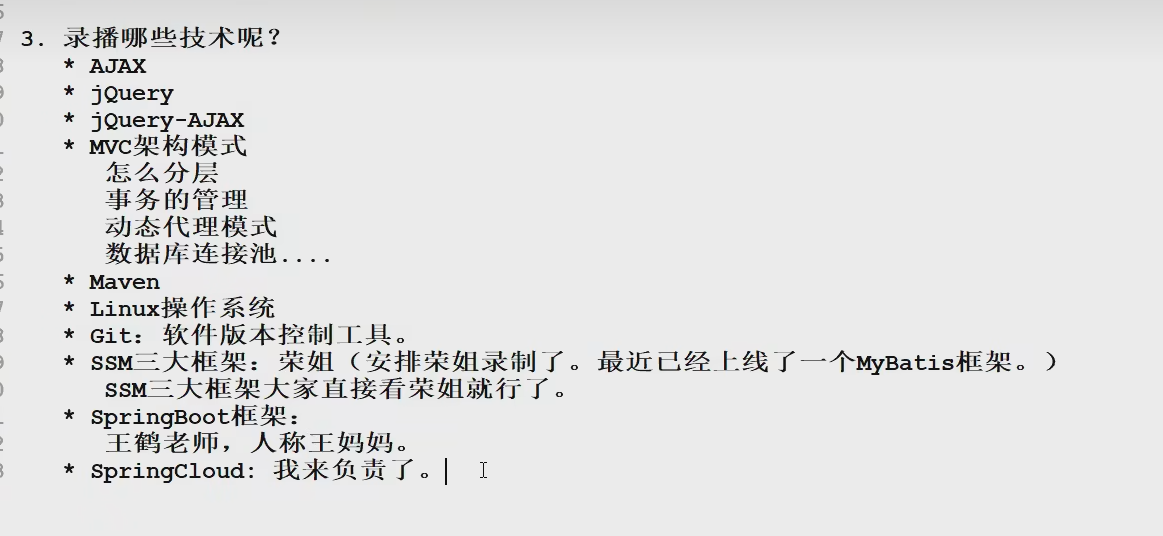 3. 录播哪些技术呢？
* AJAX
* jQuery
* jQuery-AJAX
* MVC架构模式
怎么分层
事务的管理
动态代理模式
数据库连接池....
* Maven
* Linux操作系统
* Git：软件版本控制工具。
* SSM三大框架：荣姐（安排荣姐录制了。最近已经上线了一个MyBatis框架。）
SSM三大框架大家直接看荣姐就行了。
* SpringBoot框架：
王鹤老师，人称王妈妈。
* SpringCloud: 我来负责了。